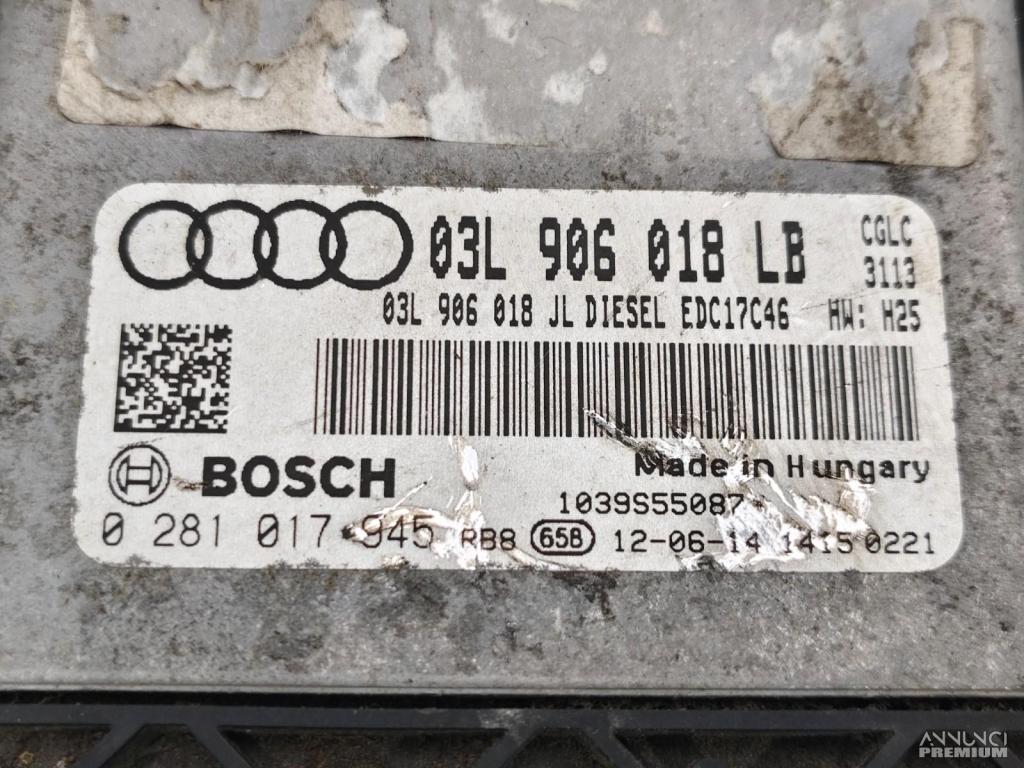 03L 906 018 LB CGLC
3113
03L 906 018 JL DIESEL EDC17C46 HW: H25
BOSCH
Made in Hungary
1039S55087
0 281 017 945 RB8 65B 12-06-14 1415 0221
ANNUNCI
PREMIUM